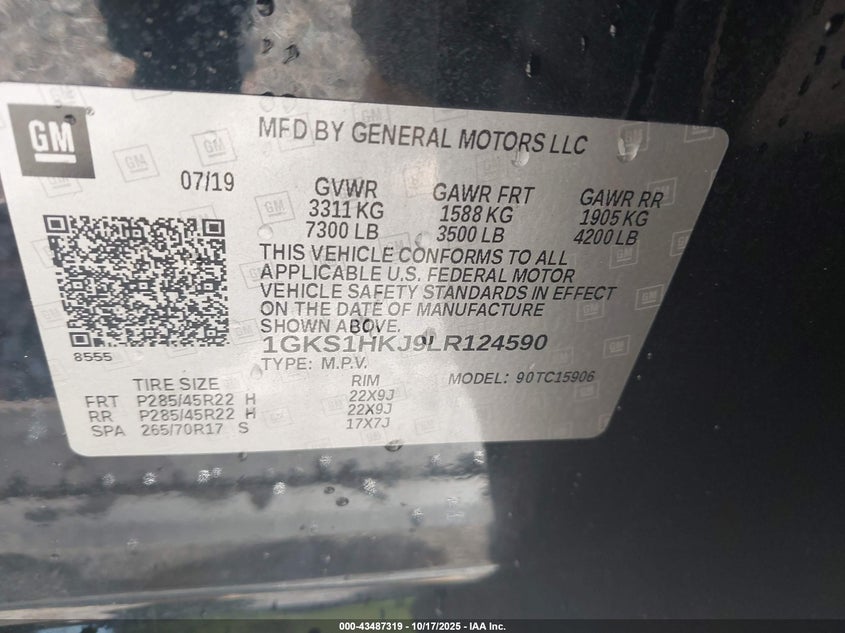 GM
MFD BY GENERAL MOTORS LLC
07/19
GVWR
3311 KG
7300 LB
GAWR FRT
1588 KG
3500 LB
GAWR RR
1905 KG
4200 LB
THIS VEHICLE CONFORMS TO ALL
APPLICABLE U.S. FEDERAL MOTOR
VEHICLE SAFETY STANDARDS IN EFFECT
ON THE DATE OF MANUFACTURE
SHOWN ABOVE.
8555
1GKS1HKJ9LR124590
TYPE: M.P.V.
MODEL: 90TC15906
TIRE SIZE RIM
FRT P285/45R22 H 22X9J
RR P285/45R22 H 22X9J
SPA 265/70R17 S 17X7J
000-43487319 | 10/17/2025 - IAA Inc.